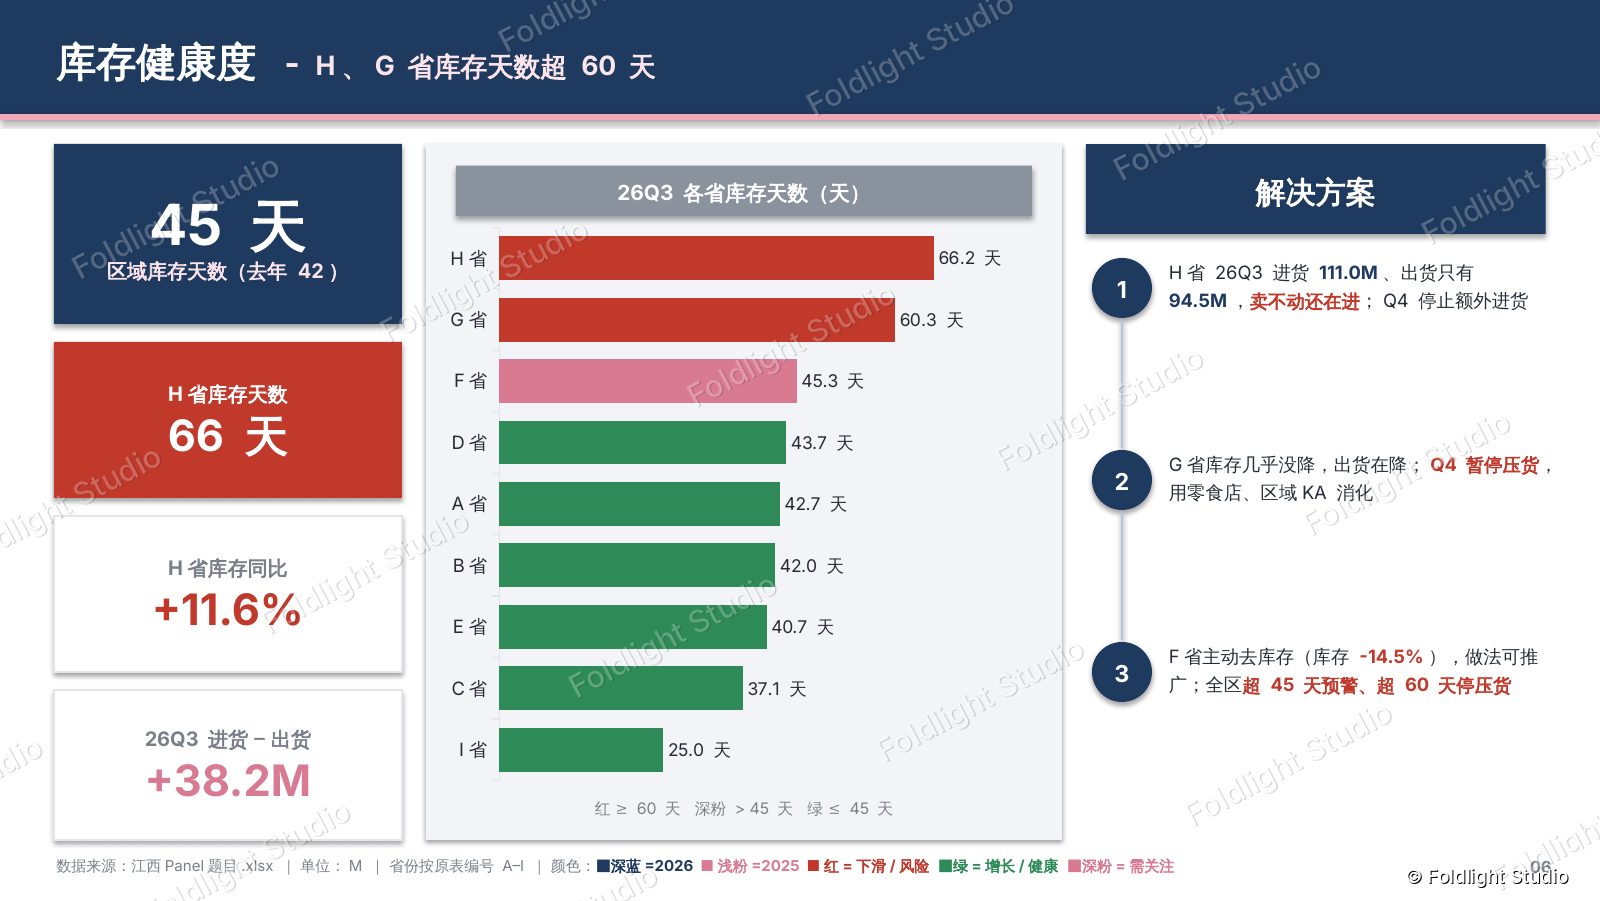 库存健康度 - H、G 省库存天数超 60 天
45 天
区域库存天数（去年 42）
H 省库存天数
66 天
H 省库存同比
+11.6%
26Q3 进货 − 出货
+38.2M
26Q3 各省库存天数（天）
H 省 66.2 天
G 省 60.3 天
F 省 45.3 天
D 省 43.7 天
A 省 42.7 天
B 省 42.0 天
E 省 40.7 天
C 省 37.1 天
I 省 25.0 天
红 ≥ 60 天 深粉 > 45 天 绿 ≤ 45 天
解决方案
1
H 省 26Q3 进货 111.0M、出货只有
94.5M，卖不动还在进；Q4 停止额外进货
2
G 省库存几乎没降，出货在降；Q4 暂停压货，
用零食店、区域 KA 消化
3
F 省主动去库存（库存 -14.5%），做法可推
广；全区超 45 天预警、超 60 天停压货
数据来源：江西 Panel 题目.xlsx ｜ 单位：M ｜ 省份按原表编号 A–I ｜ 颜色：■深蓝 =2026 ■ 浅粉 =2025 ■ 红 = 下滑 / 风险 ■绿 = 增长 / 健康 ■深粉 = 需关注
06
© Foldlight Studio